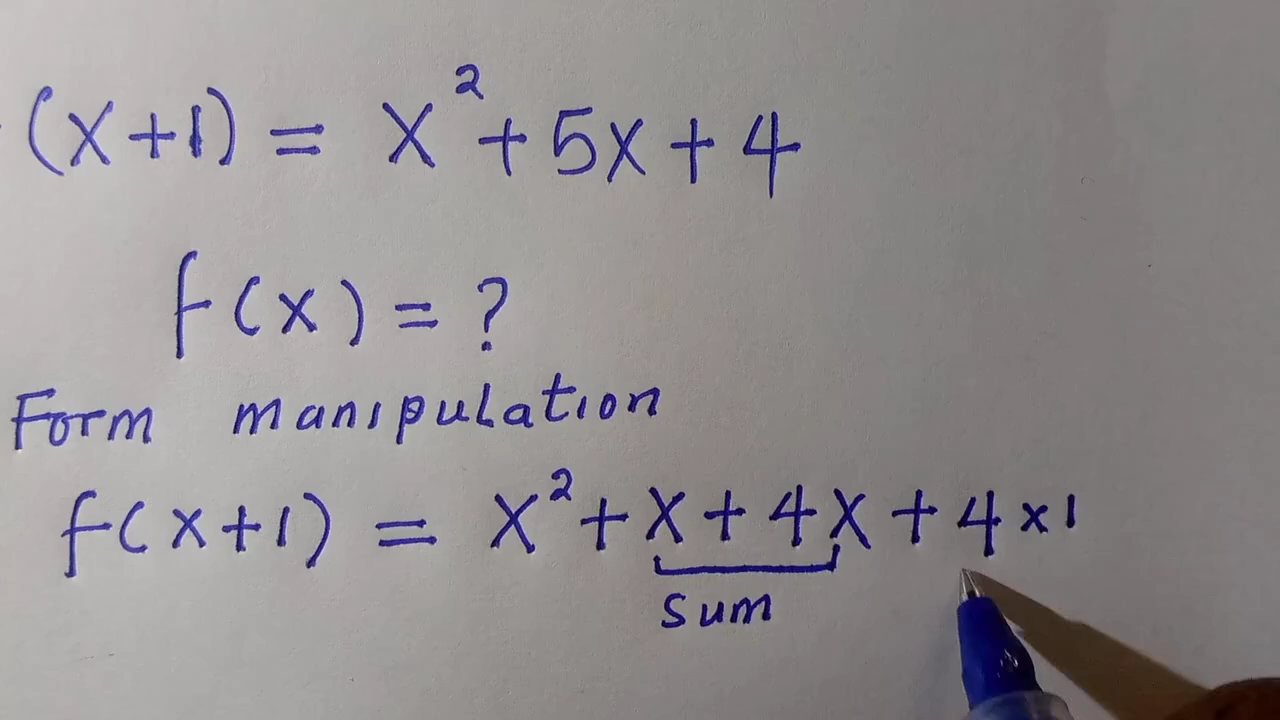 (x+1) = x² + 5x + 4
f(x) = ?
Form manipulation
f(x+1) = x² + x + 4x + 4 x 1
sum